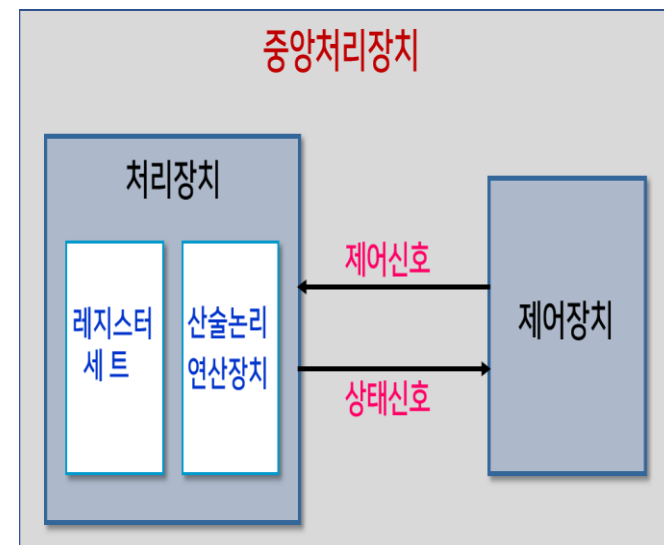 중앙처리장치
처리장치
레지스터
세 트
산술논리
연산장치
제어신호
상태신호
제어장치